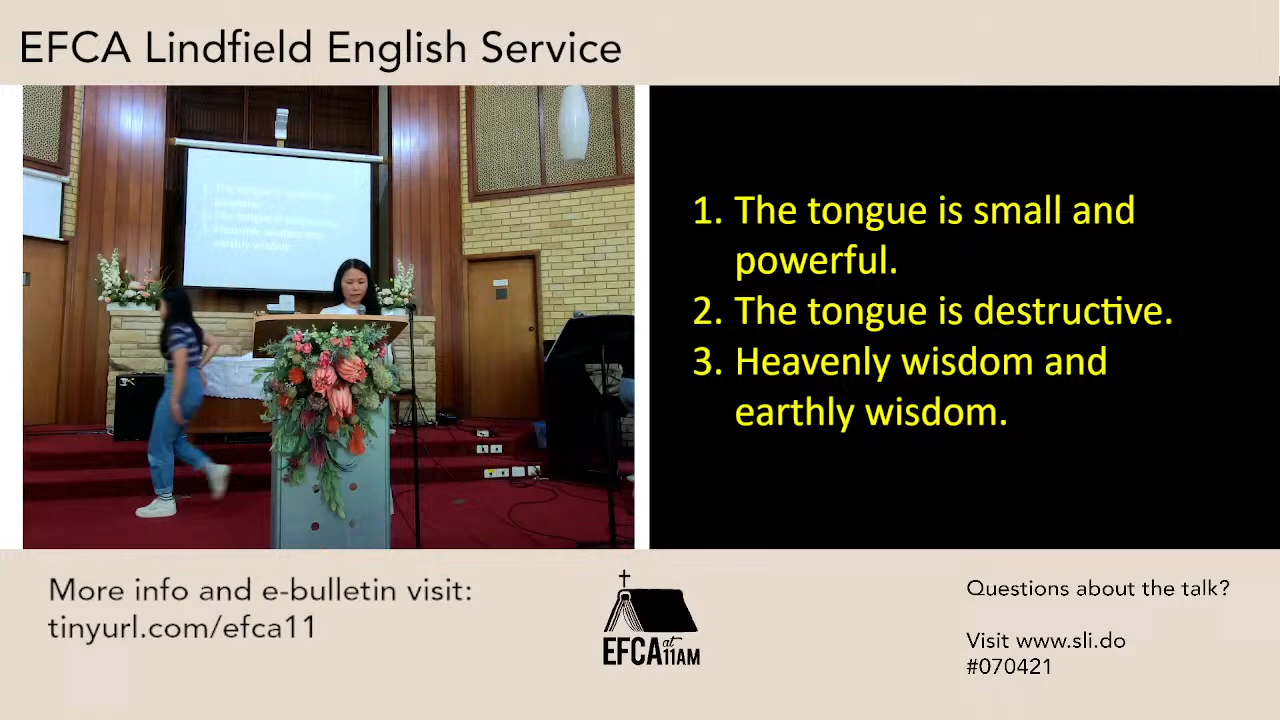 EFCA Lindfield English Service
1. The tongue is small and
powerful.
2. The tongue is destructive.
3. Heavenly wisdom and
earthly wisdom.
More info and e-bulletin visit:
tinyurl.com/efca11
EFCA at 11AM
Questions about the talk?
Visit www.sli.do
#070421